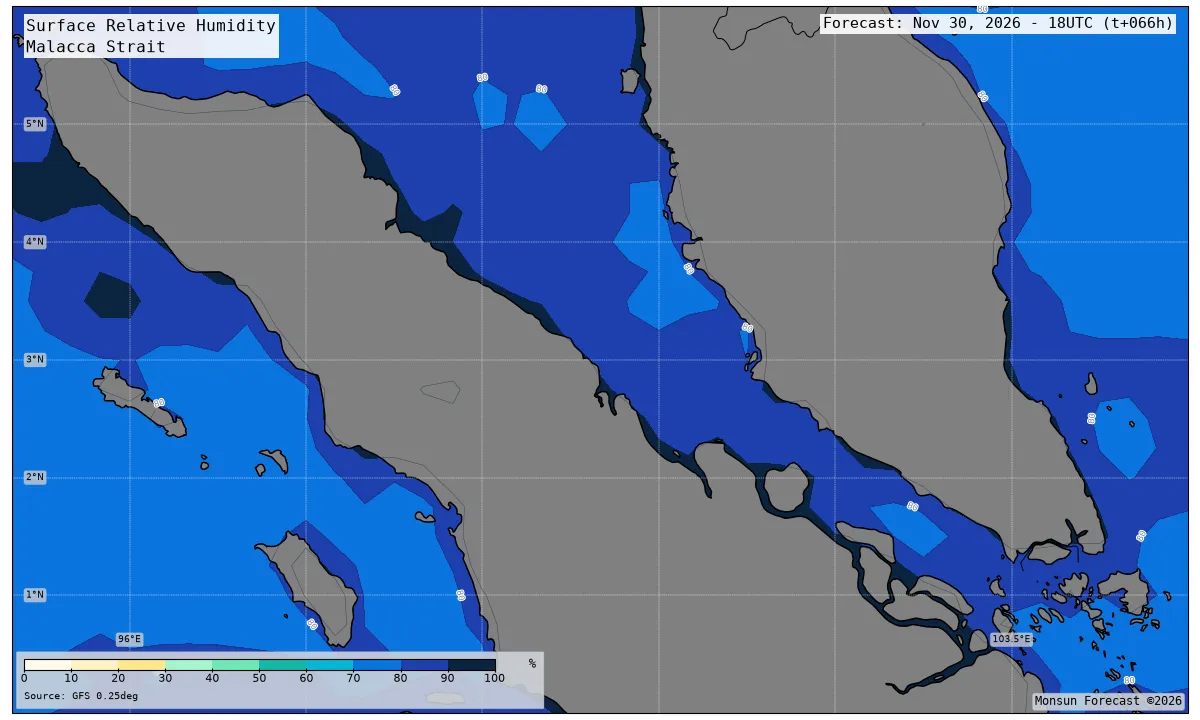 Surface Relative Humidity
Malacca Strait
Forecast: Nov 30, 2026 - 18UTC (t+066h)
80
80
80
80
80
5°N
4°N
80
80
3°N
80
80
2°N
80
80
1°N
80
80
96°E
103.5°E
80
%
0 10 20 30 40 50 60 70 80 90 100
Source: GFS 0.25deg
Monsun Forecast ©2026